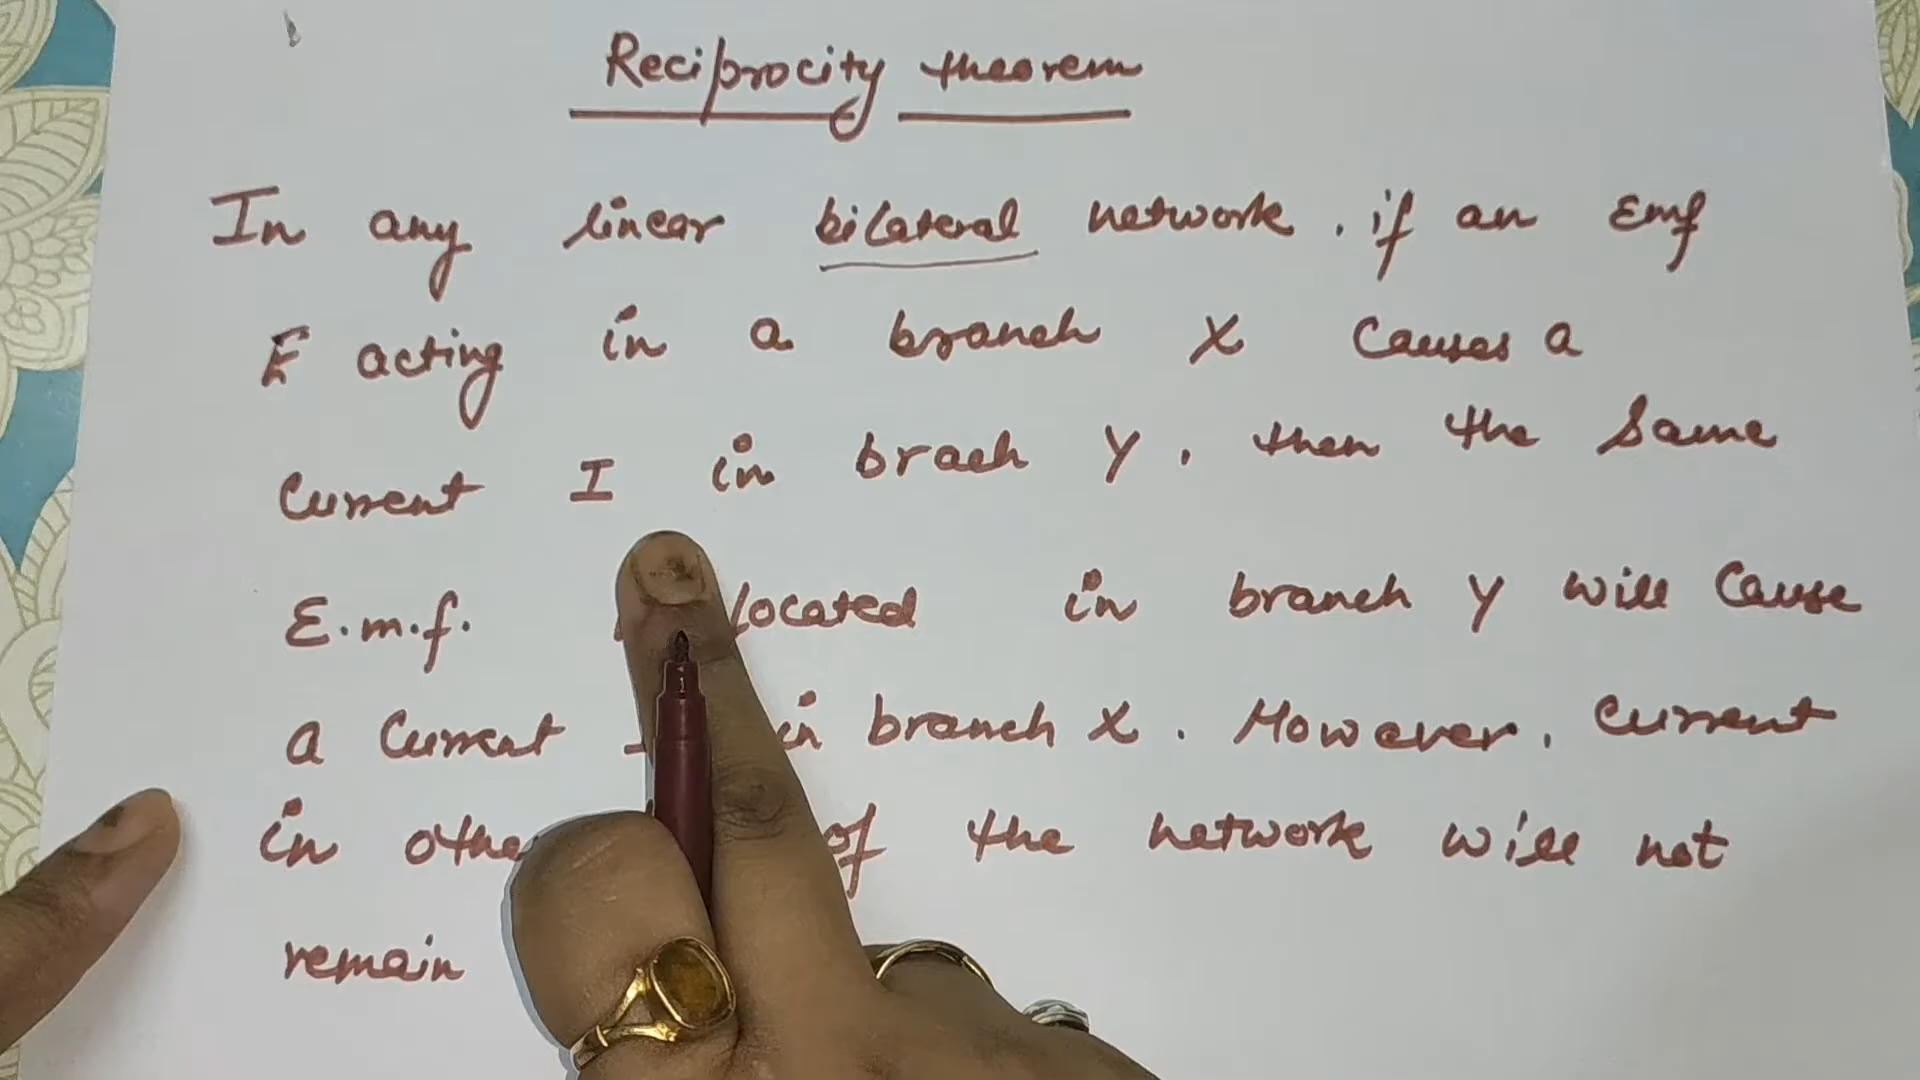 Reciprocity theorem
In any linear bilateral network, if an Emf
E acting in a branch X causes a
current I in brach Y, then the same
E.m.f. located in branch Y will cause
a current in branch X. However, current
in of the network will not
remain